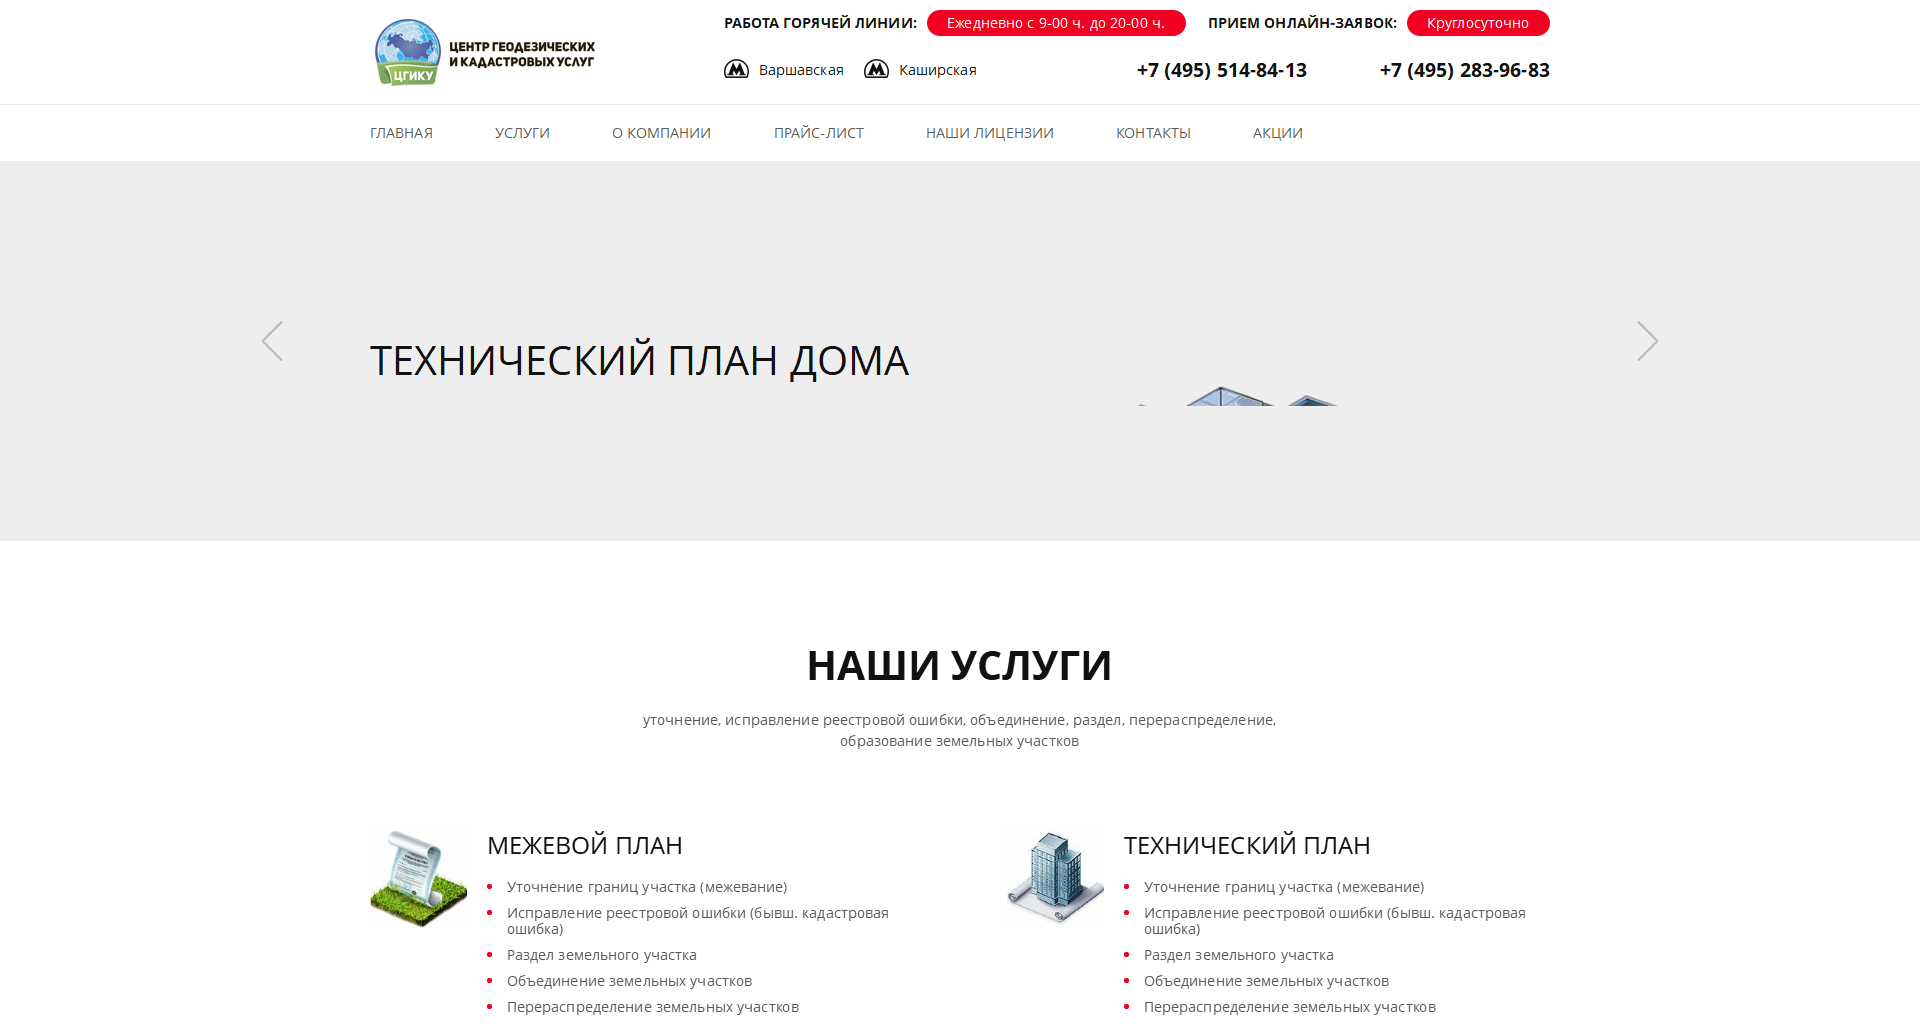 ЦЕНТР ГЕОДЕЗИЧЕСКИХ
И КАДАСТРОВЫХ УСЛУГ
ЦГИКУ
РАБОТА ГОРЯЧЕЙ ЛИНИИ: Ежедневно с 9-00 ч. до 20-00 ч. ПРИЕМ ОНЛАЙН-ЗАЯВОК: Круглосуточно
Варшавская Каширская +7 (495) 514-84-13 +7 (495) 283-96-83
ГЛАВНАЯ УСЛУГИ О КОМПАНИИ ПРАЙС-ЛИСТ НАШИ ЛИЦЕНЗИИ КОНТАКТЫ АКЦИИ
ТЕХНИЧЕСКИЙ ПЛАН ДОМА
НАШИ УСЛУГИ
уточнение, исправление реестровой ошибки, объединение, раздел, перераспределение,
образование земельных участков
МЕЖЕВОЙ ПЛАН
Уточнение границ участка (межевание)
Исправление реестровой ошибки (бывш. кадастровая
ошибка)
Раздел земельного участка
Объединение земельных участков
Перераспределение земельных участков
ТЕХНИЧЕСКИЙ ПЛАН
Уточнение границ участка (межевание)
Исправление реестровой ошибки (бывш. кадастровая
ошибка)
Раздел земельного участка
Объединение земельных участков
Перераспределение земельных участков